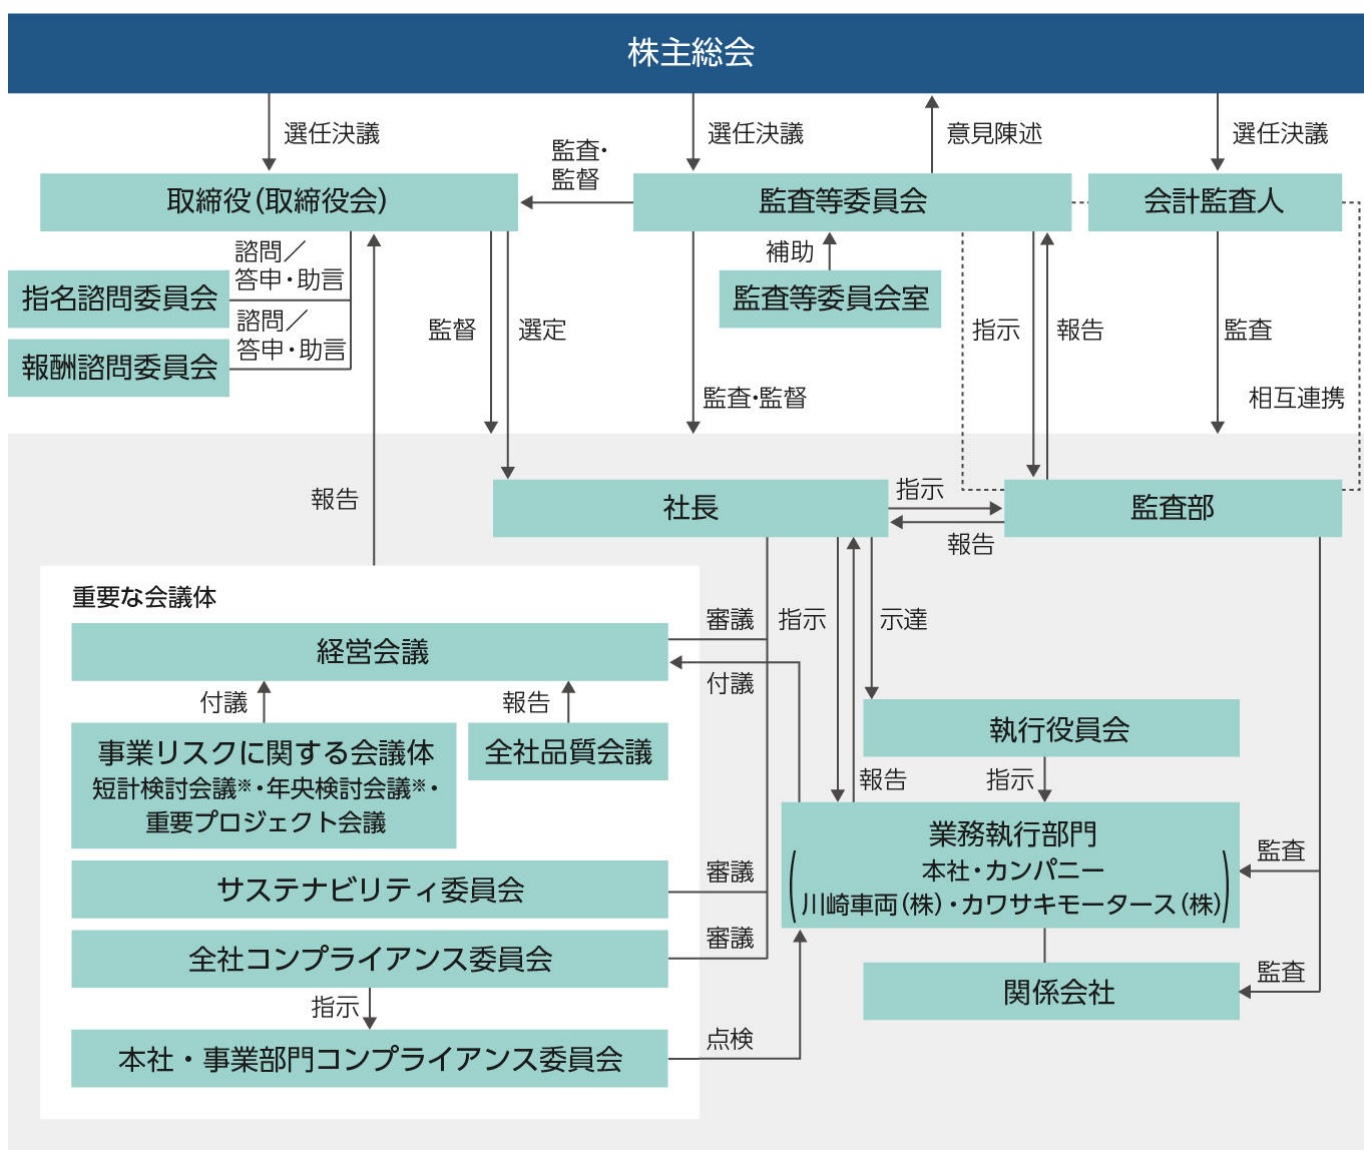 株主総会
選任決議
選任決議
意見陳述
選任決議
監査・
監督
取締役(取締役会)
監査等委員会
会計監査人
諮問／
答申・助言
補助
指名諮問委員会
監査等委員会室
諮問／
答申・助言
監督
選定
指示
報告
監査
報酬諮問委員会
監査・監督
相互連携
報告
社長
指示
報告
監査部
重要な会議体
審議
指示
示達
経営会議
付議
付議
報告
執行役員会
事業リスクに関する会議体
短計検討会議※・年央検討会議※・
重要プロジェクト会議
全社品質会議
報告
指示
業務執行部門
本社・カンパニー
川崎車両(株)・カワサキモータース(株)
監査
サステナビリティ委員会
審議
全社コンプライアンス委員会
審議
関係会社
監査
指示
本社・事業部門コンプライアンス委員会
点検